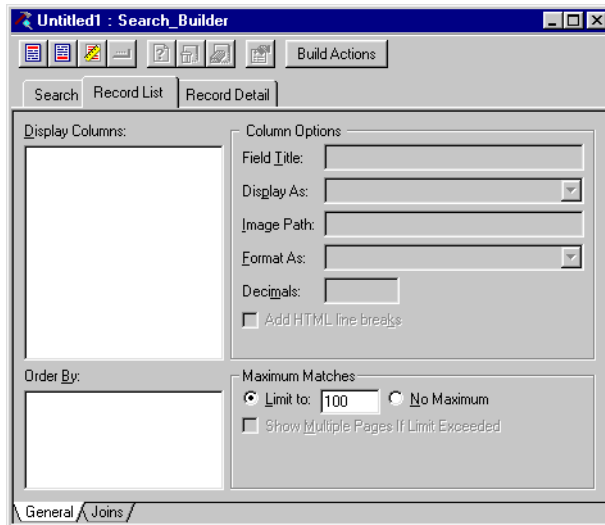 Untitled1 : Search_Builder
Build Actions
Search Record List Record Detail
Display Columns:
Column Options
Field Title:
Display As:
Image Path:
Format As:
Decimals:
Add HTML line breaks
Order By:
Maximum Matches
Limit to: 100 No Maximum
Show Multiple Pages If Limit Exceeded
General Joins